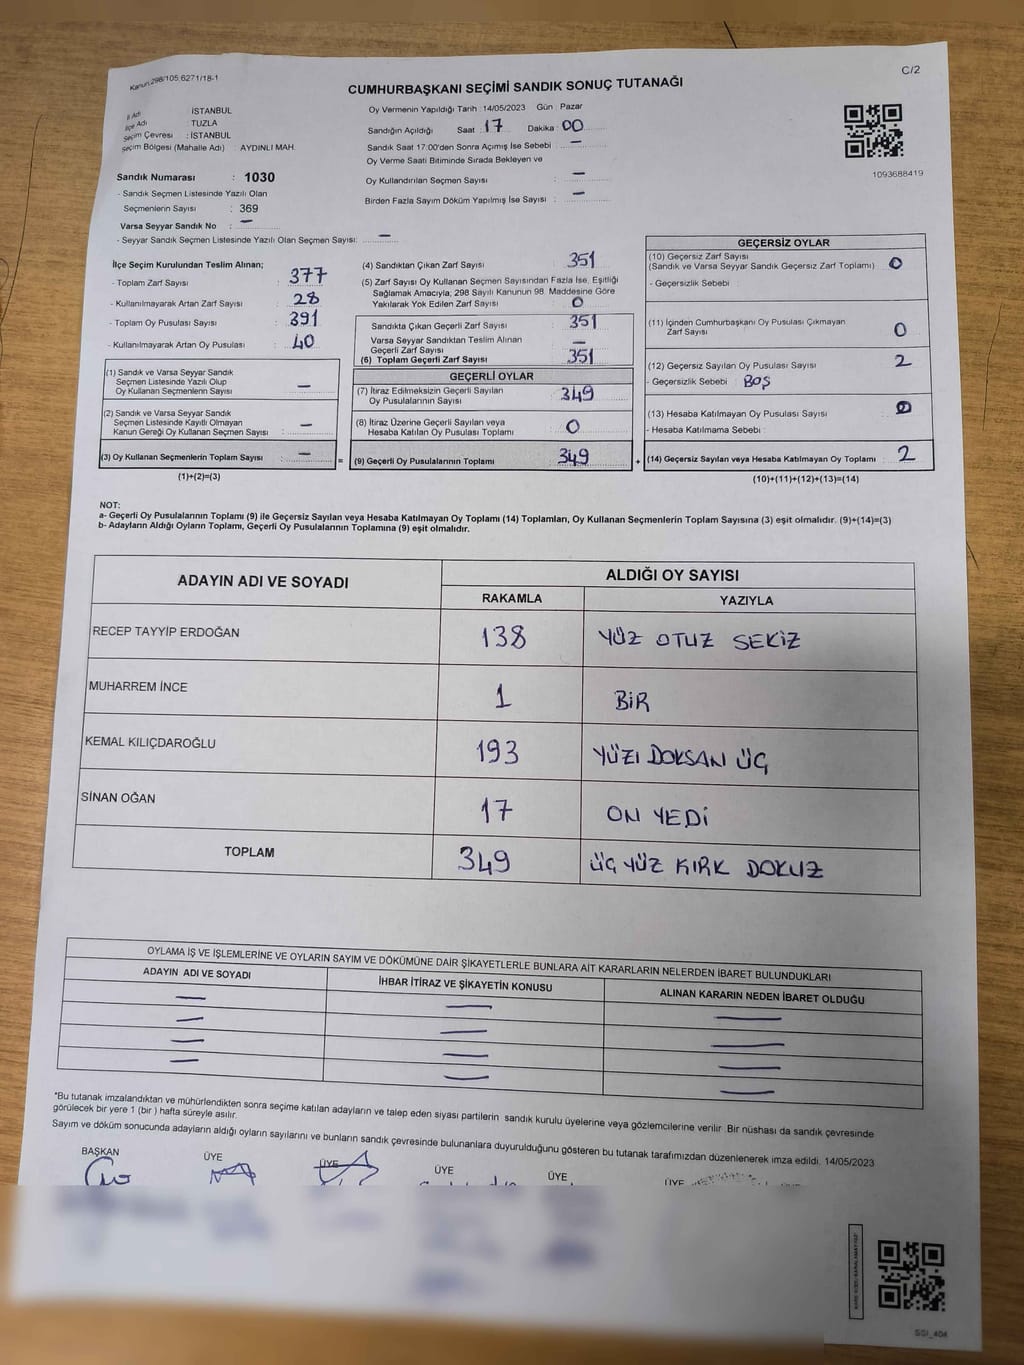 Kanun:298/105;6271/18-1
C/2
CUMHURBAŞKANI SEÇİMİ SANDIK SONUÇ TUTANAĞI
İl Adı : İSTANBUL
İlçe Adı : TUZLA
Seçim Çevresi : İSTANBUL
Seçim Bölgesi (Mahalle Adı) : AYDINLI MAH.
Sandık Numarası : 1030
- Sandık Seçmen Listesinde Yazılı Olan
Seçmenlerin Sayısı : 369
Varsa Seyyar Sandık No : —
- Seyyar Sandık Seçmen Listesinde Yazılı Olan Seçmen Sayısı: —
Oy Vermenin Yapıldığı Tarih : 14/05/2023 Gün : Pazar
Sandığın Açıldığı Saat : 17 Dakika : 00
Sandık Saat 17:00'den Sonra Açımış İse Sebebi : —
Oy Verme Saati Bitiminde Sırada Bekleyen ve
Oy Kullandırılan Seçmen Sayısı : —
Birden Fazla Sayım Döküm Yapılmış İse Sayısı : —
1093688419
İlçe Seçim Kurulundan Teslim Alınan;
- Toplam Zarf Sayısı : 377
- Kullanılmayarak Artan Zarf Sayısı : 28
- Toplam Oy Pusulası Sayısı : 391
- Kullanılmayarak Artan Oy Pusulası : 40
(1) Sandık ve Varsa Seyyar Sandık
Seçmen Listesinde Yazılı Olup
Oy Kullanan Seçmenlerin Sayısı : —
(2) Sandık ve Varsa Seyyar Sandık
Seçmen Listesinde Kayıtlı Olmayan
Kanun Gereği Oy Kullanan Seçmen Sayısı : —
(3) Oy Kullanan Seçmenlerin Toplam Sayısı : —
(1)+(2)=(3)
=
(4) Sandıktan Çıkan Zarf Sayısı : 351
(5) Zarf Sayısı Oy Kullanan Seçmen Sayısından Fazla İse, Eşitliği
Sağlamak Amacıyla, 298 Sayılı Kanunun 98. Maddesine Göre
Yakılarak Yok Edilen Zarf Sayısı : 0
Sandıkta Çıkan Geçerli Zarf Sayısı : 351
Varsa Seyyar Sandıktan Teslim Alınan
Geçerli Zarf Sayısı : —
(6) Toplam Geçerli Zarf Sayısı : 351
GEÇERLİ OYLAR
(7) İtiraz Edilmeksizin Geçerli Sayılan
Oy Pusulalarının Sayısı : 349
(8) İtiraz Üzerine Geçerli Sayılan veya
Hesaba Katılan Oy Pusulası Toplamı : 0
(9) Geçerli Oy Pusulalarının Toplamı : 349
+
GEÇERSİZ OYLAR
(10) Geçersiz Zarf Sayısı
(Sandık ve Varsa Seyyar Sandık Geçersiz Zarf Toplamı) : 0
- Geçersizlik Sebebi :
(11) İçinden Cumhurbaşkanı Oy Pusulası Çıkmayan
Zarf Sayısı : 0
(12) Geçersiz Sayılan Oy Pusulası Sayısı : 2
- Geçersizlik Sebebi : BOŞ
(13) Hesaba Katılmayan Oy Pusulası Sayısı : 0
- Hesaba Katılmama Sebebi :
(14) Geçersiz Sayılan veya Hesaba Katılmayan Oy Toplamı : 2
(10)+(11)+(12)+(13)=(14)
NOT:
a- Geçerli Oy Pusulalarının Toplamı (9) ile Geçersiz Sayılan veya Hesaba Katılmayan Oy Toplamı (14) Toplamları, Oy Kullanan Seçmenlerin Toplam Sayısına (3) eşit olmalıdır. (9)+(14)=(3)
b- Adayların Aldığı Oyların Toplamı, Geçerli Oy Pusulalarının Toplamına (9) eşit olmalıdır.
ADAYIN ADI VE SOYADI
ALDIĞI OY SAYISI
RAKAMLA YAZIYLA
RECEP TAYYİP ERDOĞAN 138 YÜZ OTUZ SEKİZ
MUHARREM İNCE 1 BİR
KEMAL KILIÇDAROĞLU 193 YÜZI DOKSAN ÜÇ
SİNAN OĞAN 17 ON YEDİ
TOPLAM 349 ÜÇ YÜZ KIRK DOKUZ
OYLAMA İŞ VE İŞLEMLERİNE VE OYLARIN SAYIM VE DÖKÜMÜNE DAİR ŞİKAYETLERLE BUNLARA AİT KARARLARIN NELERDEN İBARET BULUNDUKLARI
ADAYIN ADI VE SOYADI İHBAR İTİRAZ VE ŞİKAYETİN KONUSU ALINAN KARARIN NEDEN İBARET OLDUĞU
— — —
— — —
— — —
— — —
*Bu tutanak imzalandıktan ve mühürlendikten sonra seçime katılan adayların ve talep eden siyasi partilerin sandık kurulu üyelerine veya gözlemcilerine verilir. Bir nüshası da sandık çevresinde
görülecek bir yere 1 (bir ) hafta süreyle asılır.
Sayım ve döküm sonucunda adayların aldığı oyların sayılarını ve bunların sandık çevresinde bulunanlara duyurulduğunu gösteren bu tutanak tarafımızdan düzenlenerek imza edildi. 14/05/2023
BAŞKAN ÜYE ÜYE ÜYE ÜYE ÜYE ÜYE
SSI_404